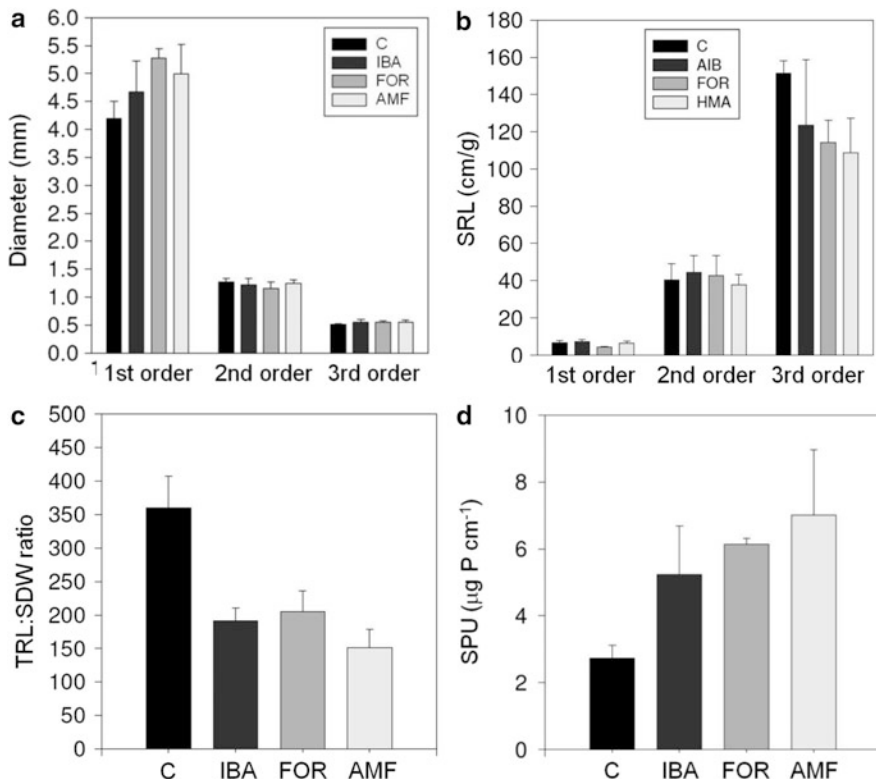 a
6.0
5.5
5.0
4.5
4.0
3.5
3.0
2.5
2.0
1.5
1.0
0.5
0.0
Diameter (mm)
C
IBA
FOR
AMF
1 1st order 2nd order 3rd order
b
180
160
140
120
100
80
60
40
20
0
SRL (cm/g)
C
AIB
FOR
HMA
1st order 2nd order 3rd order
c
500
450
400
350
300
250
200
150
100
50
0
TRL:SDW ratio
C IBA FOR AMF
d
10
8
6
4
2
0
SPU (µg P cm⁻¹)
C IBA FOR AMF